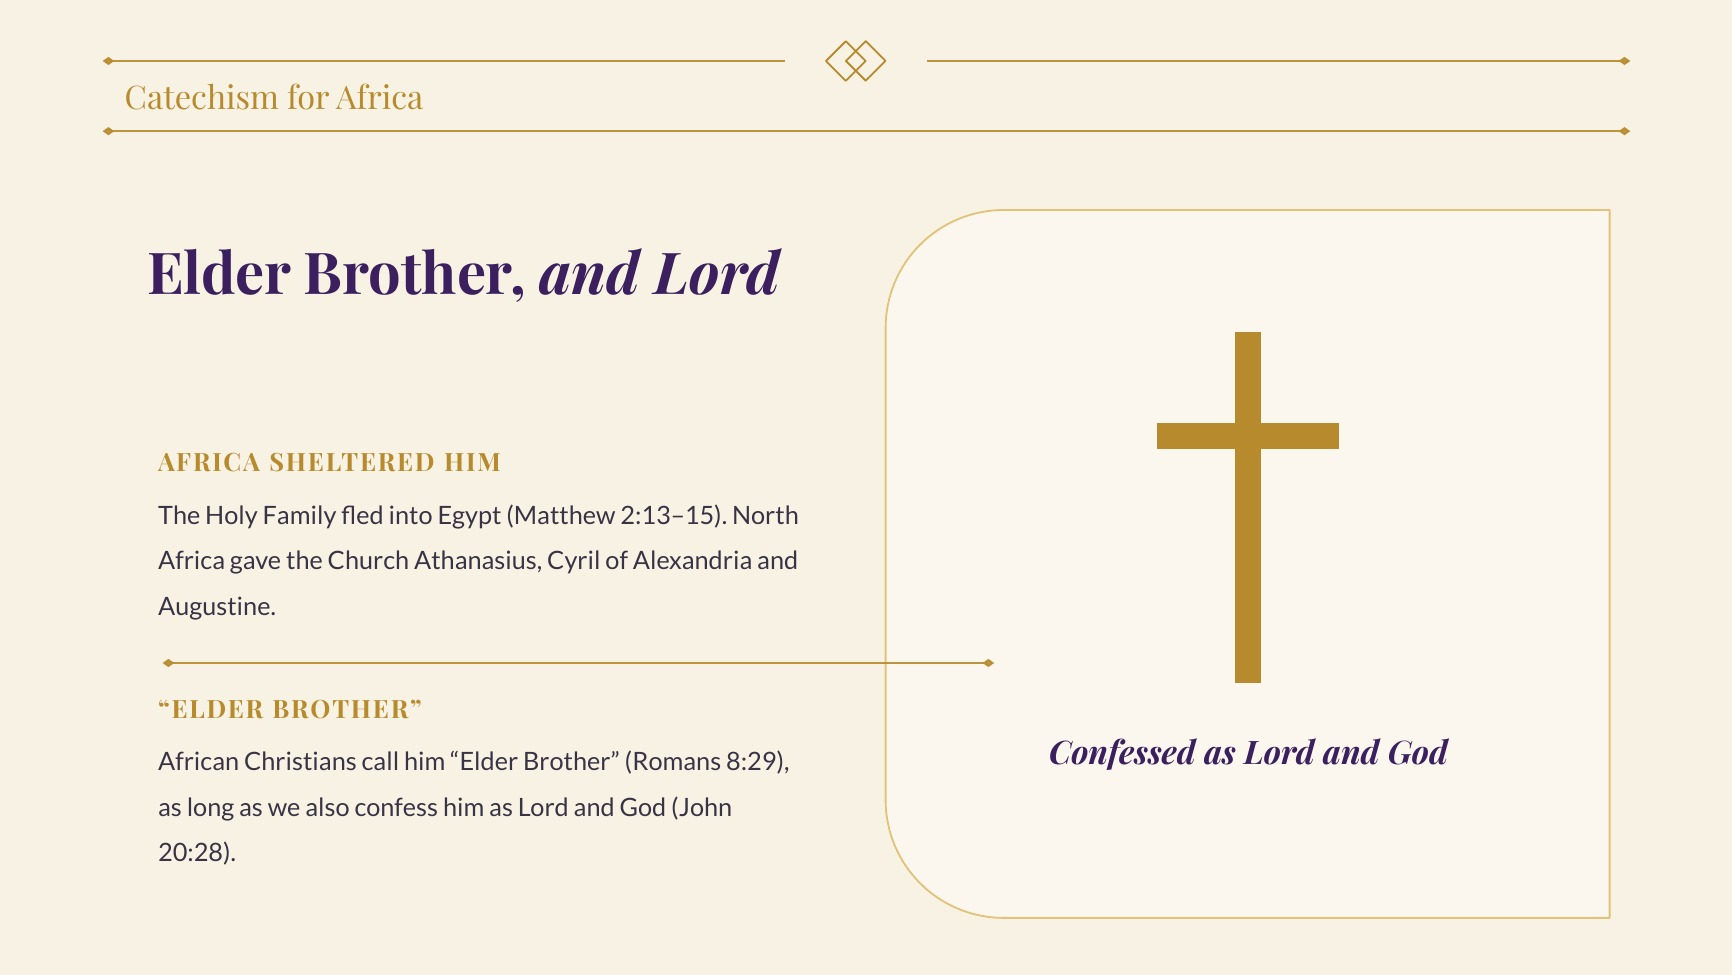 Catechism for Africa
Elder Brother, and Lord
AFRICA SHELTERED HIM
The Holy Family fled into Egypt (Matthew 2:13–15). North
Africa gave the Church Athanasius, Cyril of Alexandria and
Augustine.
“ELDER BROTHER”
African Christians call him “Elder Brother” (Romans 8:29),
as long as we also confess him as Lord and God (John
20:28).
Confessed as Lord and God